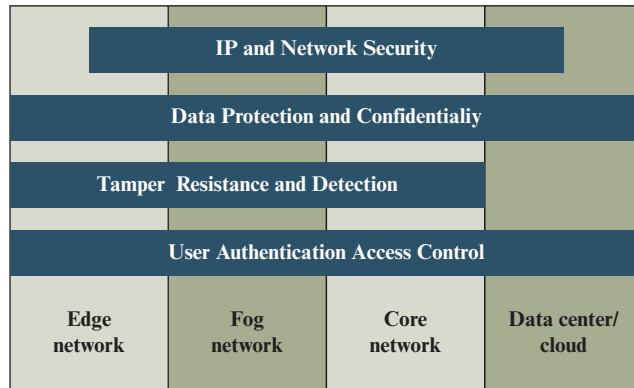 IP and Network Security
Data Protection and Confidentialiy
Tamper Resistance and Detection
User Authentication Access Control
Edge
network
Fog
network
Core
network
Data center/
cloud